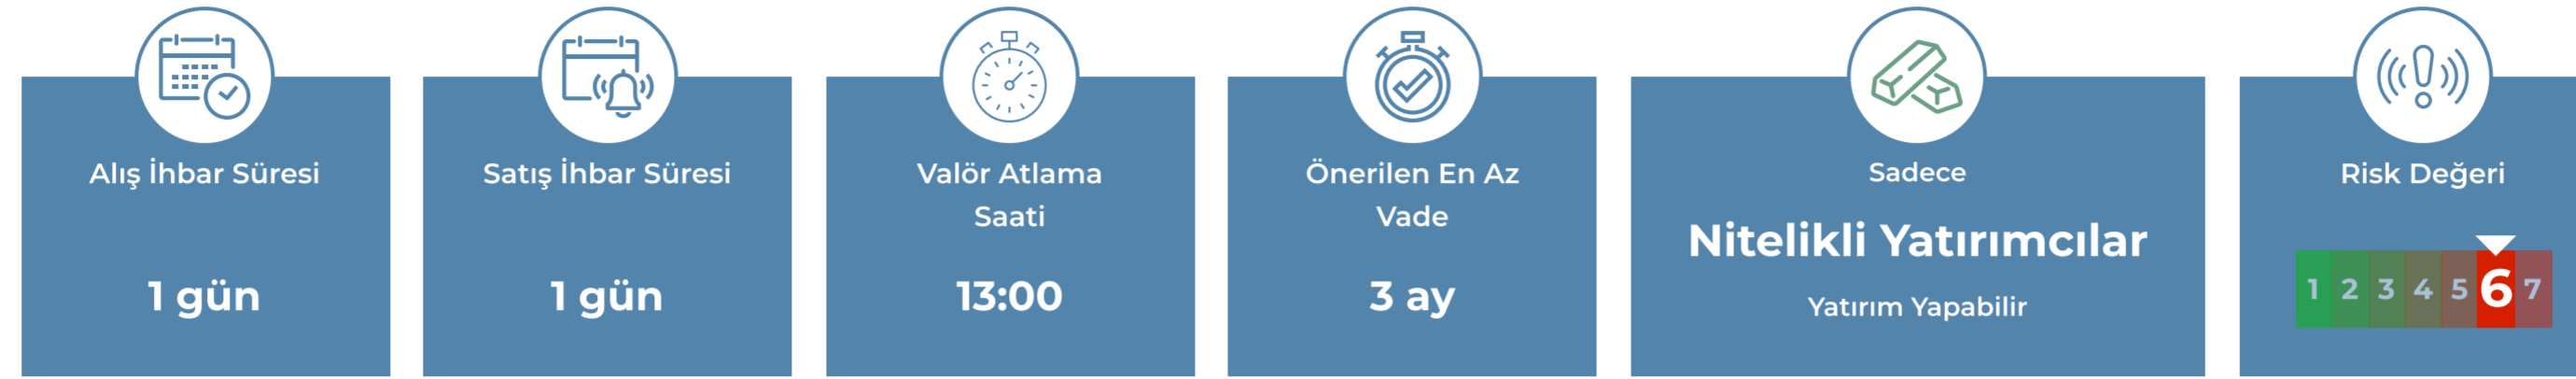 Alış İhbar Süresi
1 gün
Satış İhbar Süresi
1 gün
Valör Atlama
Saati
13:00
Önerilen En Az
Vade
3 ay
Sadece
Nitelikli Yatırımcılar
Yatırım Yapabilir
Risk Değeri
1 2 3 4 5 6 7